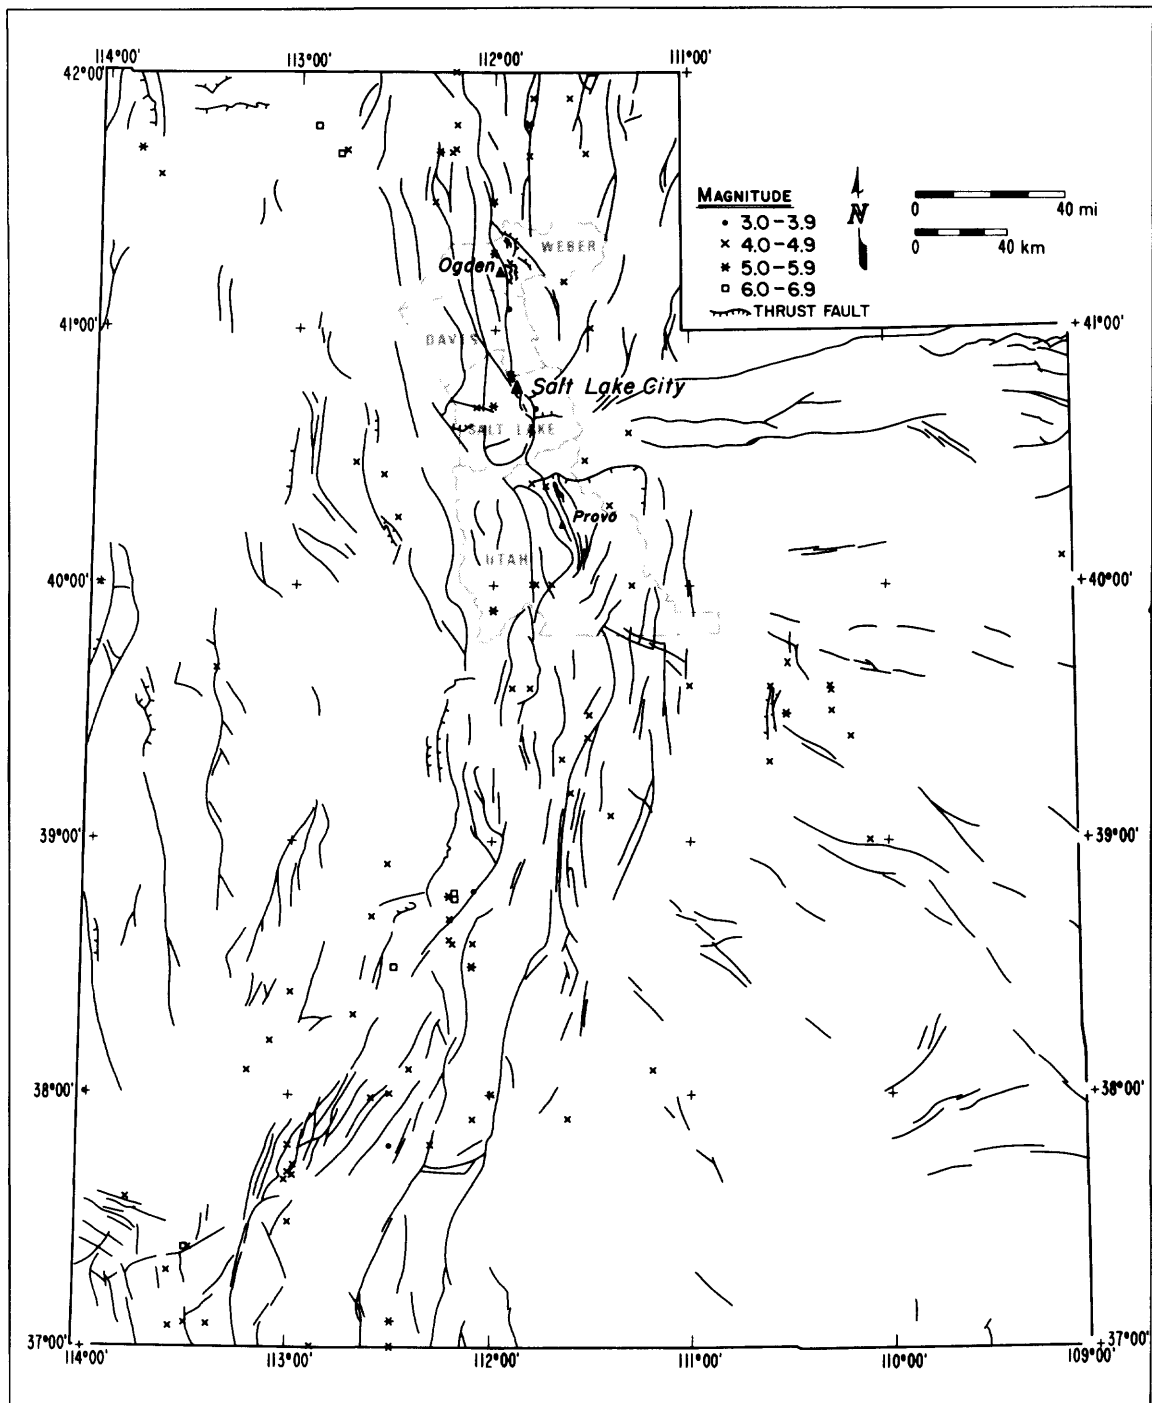 114°00'
113°00'
112°00'
111°00'
42°00'
MAGNITUDE
• 3.0-3.9
x 4.0-4.9
* 5.0-5.9
□ 6.0-6.9
THRUST FAULT
N
0 40 mi
0 40 km
WEBER
Ogden
41°00'
41°00'
DAVIS
Salt Lake City
SALT LAKE
Provo
UTAH
40°00'
40°00'
39°00'
39°00'
38°00'
38°00'
37°00'
37°00'
114°00'
113°00'
112°00'
111°00'
110°00'
109°00'